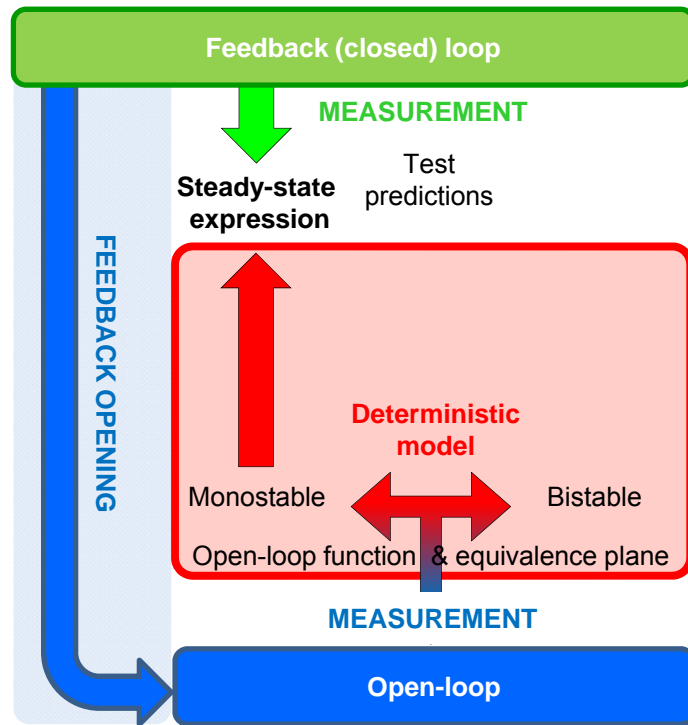 Feedback (closed) loop
MEASUREMENT
Test
predictions
Steady-state
expression
FEEDBACK OPENING
Deterministic
model
Monostable
Bistable
Open-loop function & equivalence plane
MEASUREMENT
Open-loop